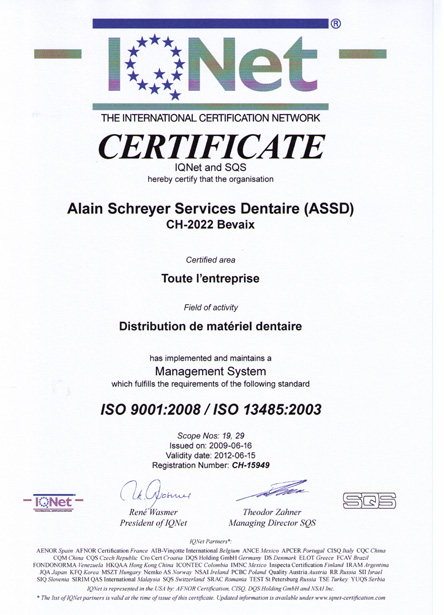 IQNet ®
THE INTERNATIONAL CERTIFICATION NETWORK
CERTIFICATE
IQNet and SQS
hereby certify that the organisation
Alain Schreyer Services Dentaire (ASSD)
CH-2022 Bevaix
Certified area
Toute l'entreprise
Field of activity
Distribution de matériel dentaire
has implemented and maintains a
Management System
which fulfills the requirements of the following standard
ISO 9001:2008 / ISO 13485:2003
Scope Nos: 19, 29
Issued on: 2009-06-16
Validity date: 2012-06-15
Registration Number: CH-15949
IQNet
SQS
René Wasmer Theodor Zahner
President of IQNet Managing Director SQS
IQNet Partners*:
AENOR Spain AFNOR Certification France AIB-Vinçotte International Belgium ANCE Mexico APCER Portugal CISQ Italy CQC China
CQM China CQS Czech Republic Cro Cert Croatia DQS Holding GmbH Germany DS Denmark ELOT Greece FCAV Brazil
FONDONORMA Venezuela HKQAA Hong Kong China ICONTEC Colombia IMNC Mexico Inspecta Certification Finland IRAM Argentina
JQA Japan KFQ Korea MSZT Hungary Nemko AS Norway NSAI Ireland PCBC Poland Quality Austria Austria RR Russia SII Israel
SIQ Slovenia SIRIM QAS International Malaysia SQS Switzerland SRAC Romania TEST St Petersburg Russia TSE Turkey YUQS Serbia
IQNet is represented in the USA by: AFNOR Certification, CISQ, DQS Holding GmbH and NSAI Inc.
* The list of IQNet partners is valid at the time of issue of this certificate. Updated information is available under www.iqnet-certification.com